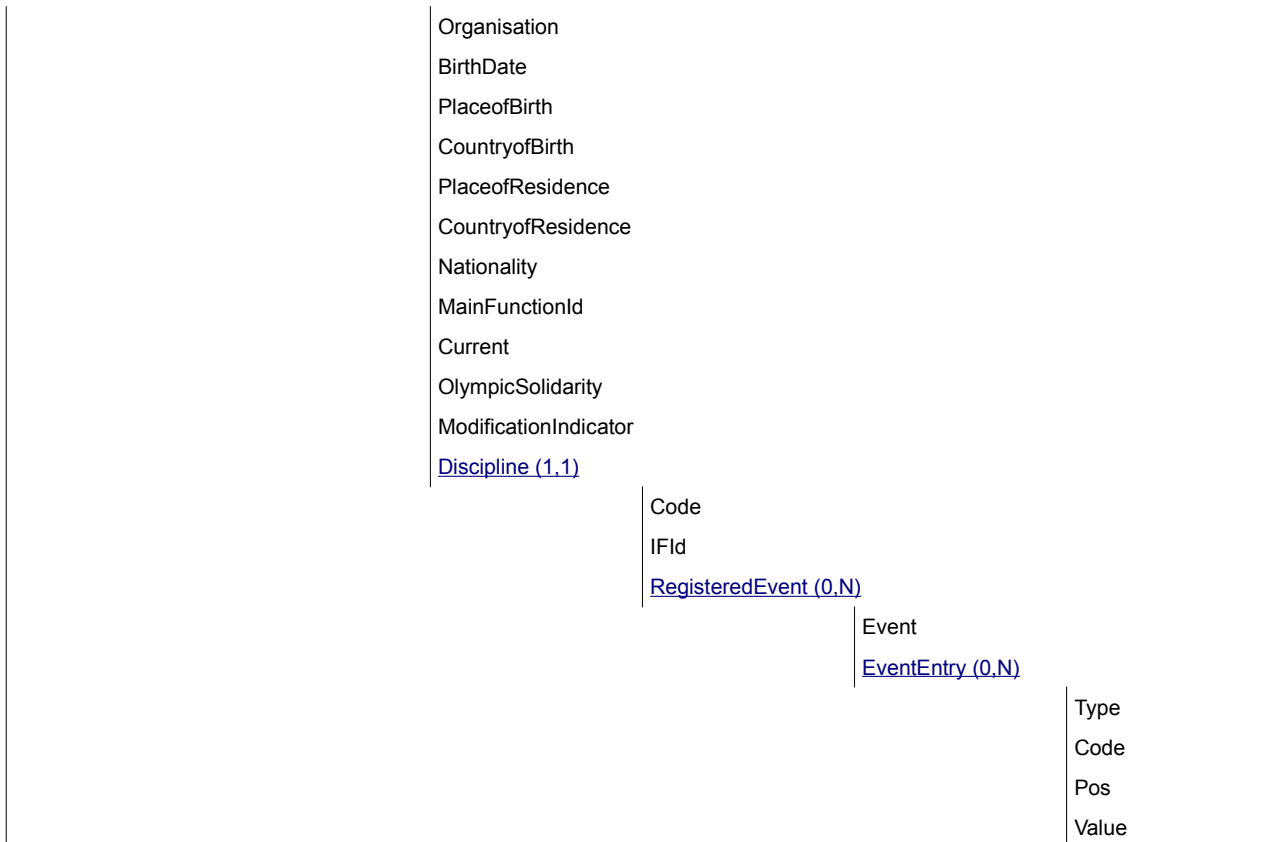 Organisation
BirthDate
PlaceofBirth
CountryofBirth
PlaceofResidence
CountryofResidence
Nationality
MainFunctionId
Current
OlympicSolidarity
ModificationIndicator
Discipline (1,1)
Code
IFId
RegisteredEvent (0,N)
Event
EventEntry (0,N)
Type
Code
Pos
Value